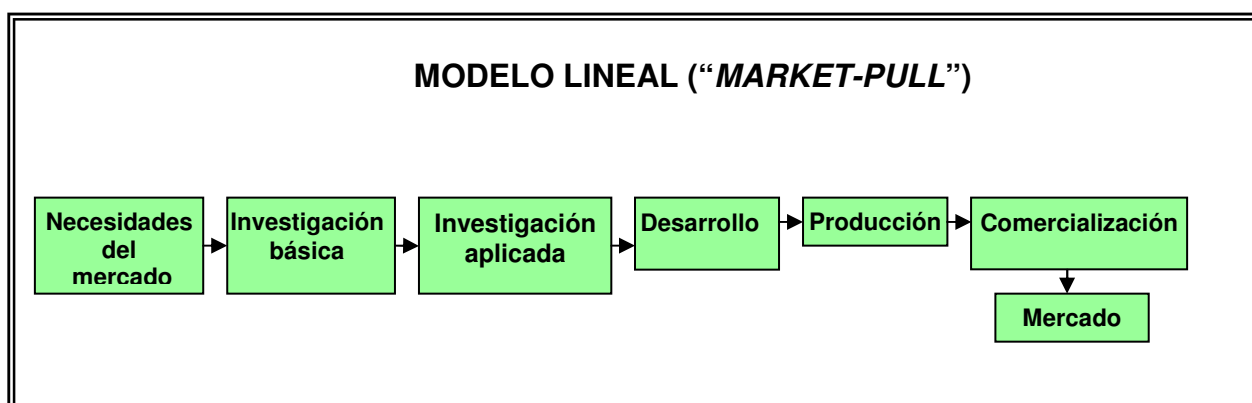 MODELO LINEAL (“MARKET-PULL”)
Necesidades
del
mercado
Investigación
básica
Investigación
aplicada
Desarrollo
Producción
Comercialización
Mercado